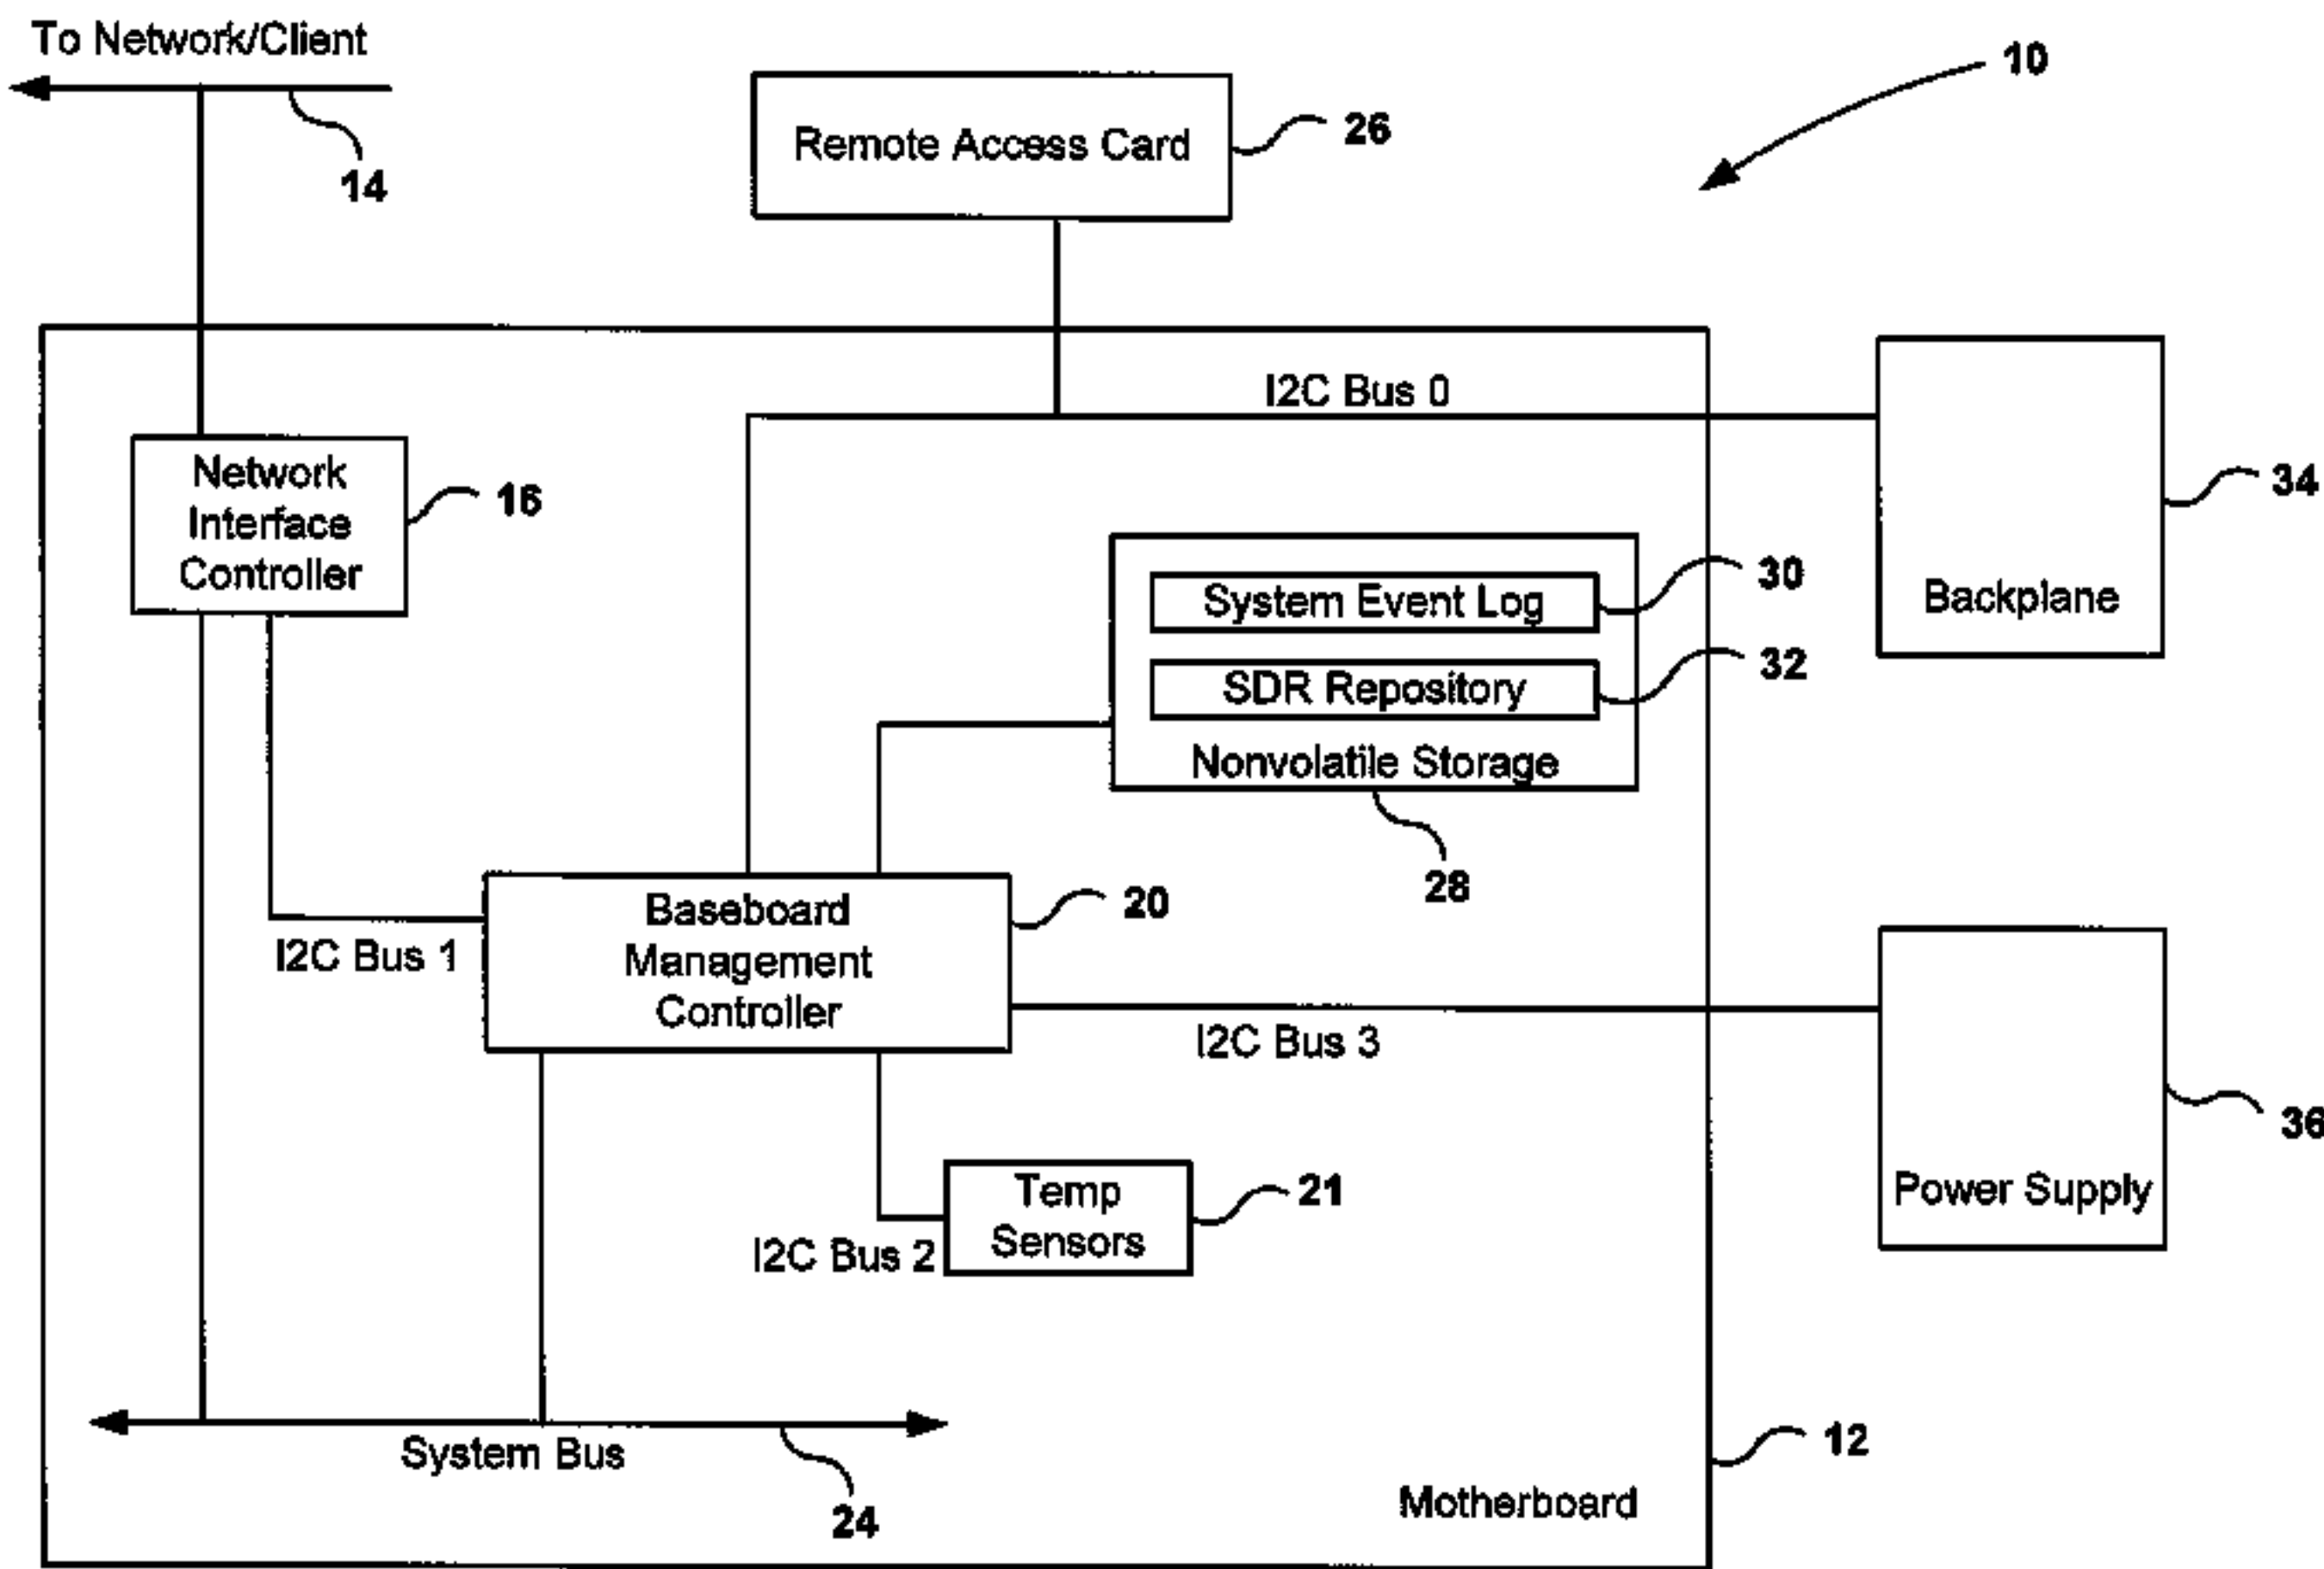 To Network/Client
10
Remote Access Card
26
14
I2C Bus 0
Network
Interface
Controller
16
34
Backplane
System Event Log
30
SDR Repository
32
Nonvolatile Storage
28
Baseboard
Management
Controller
20
I2C Bus 1
I2C Bus 3
36
Power Supply
Temp
Sensors
21
I2C Bus 2
System Bus
24
12
Motherboard